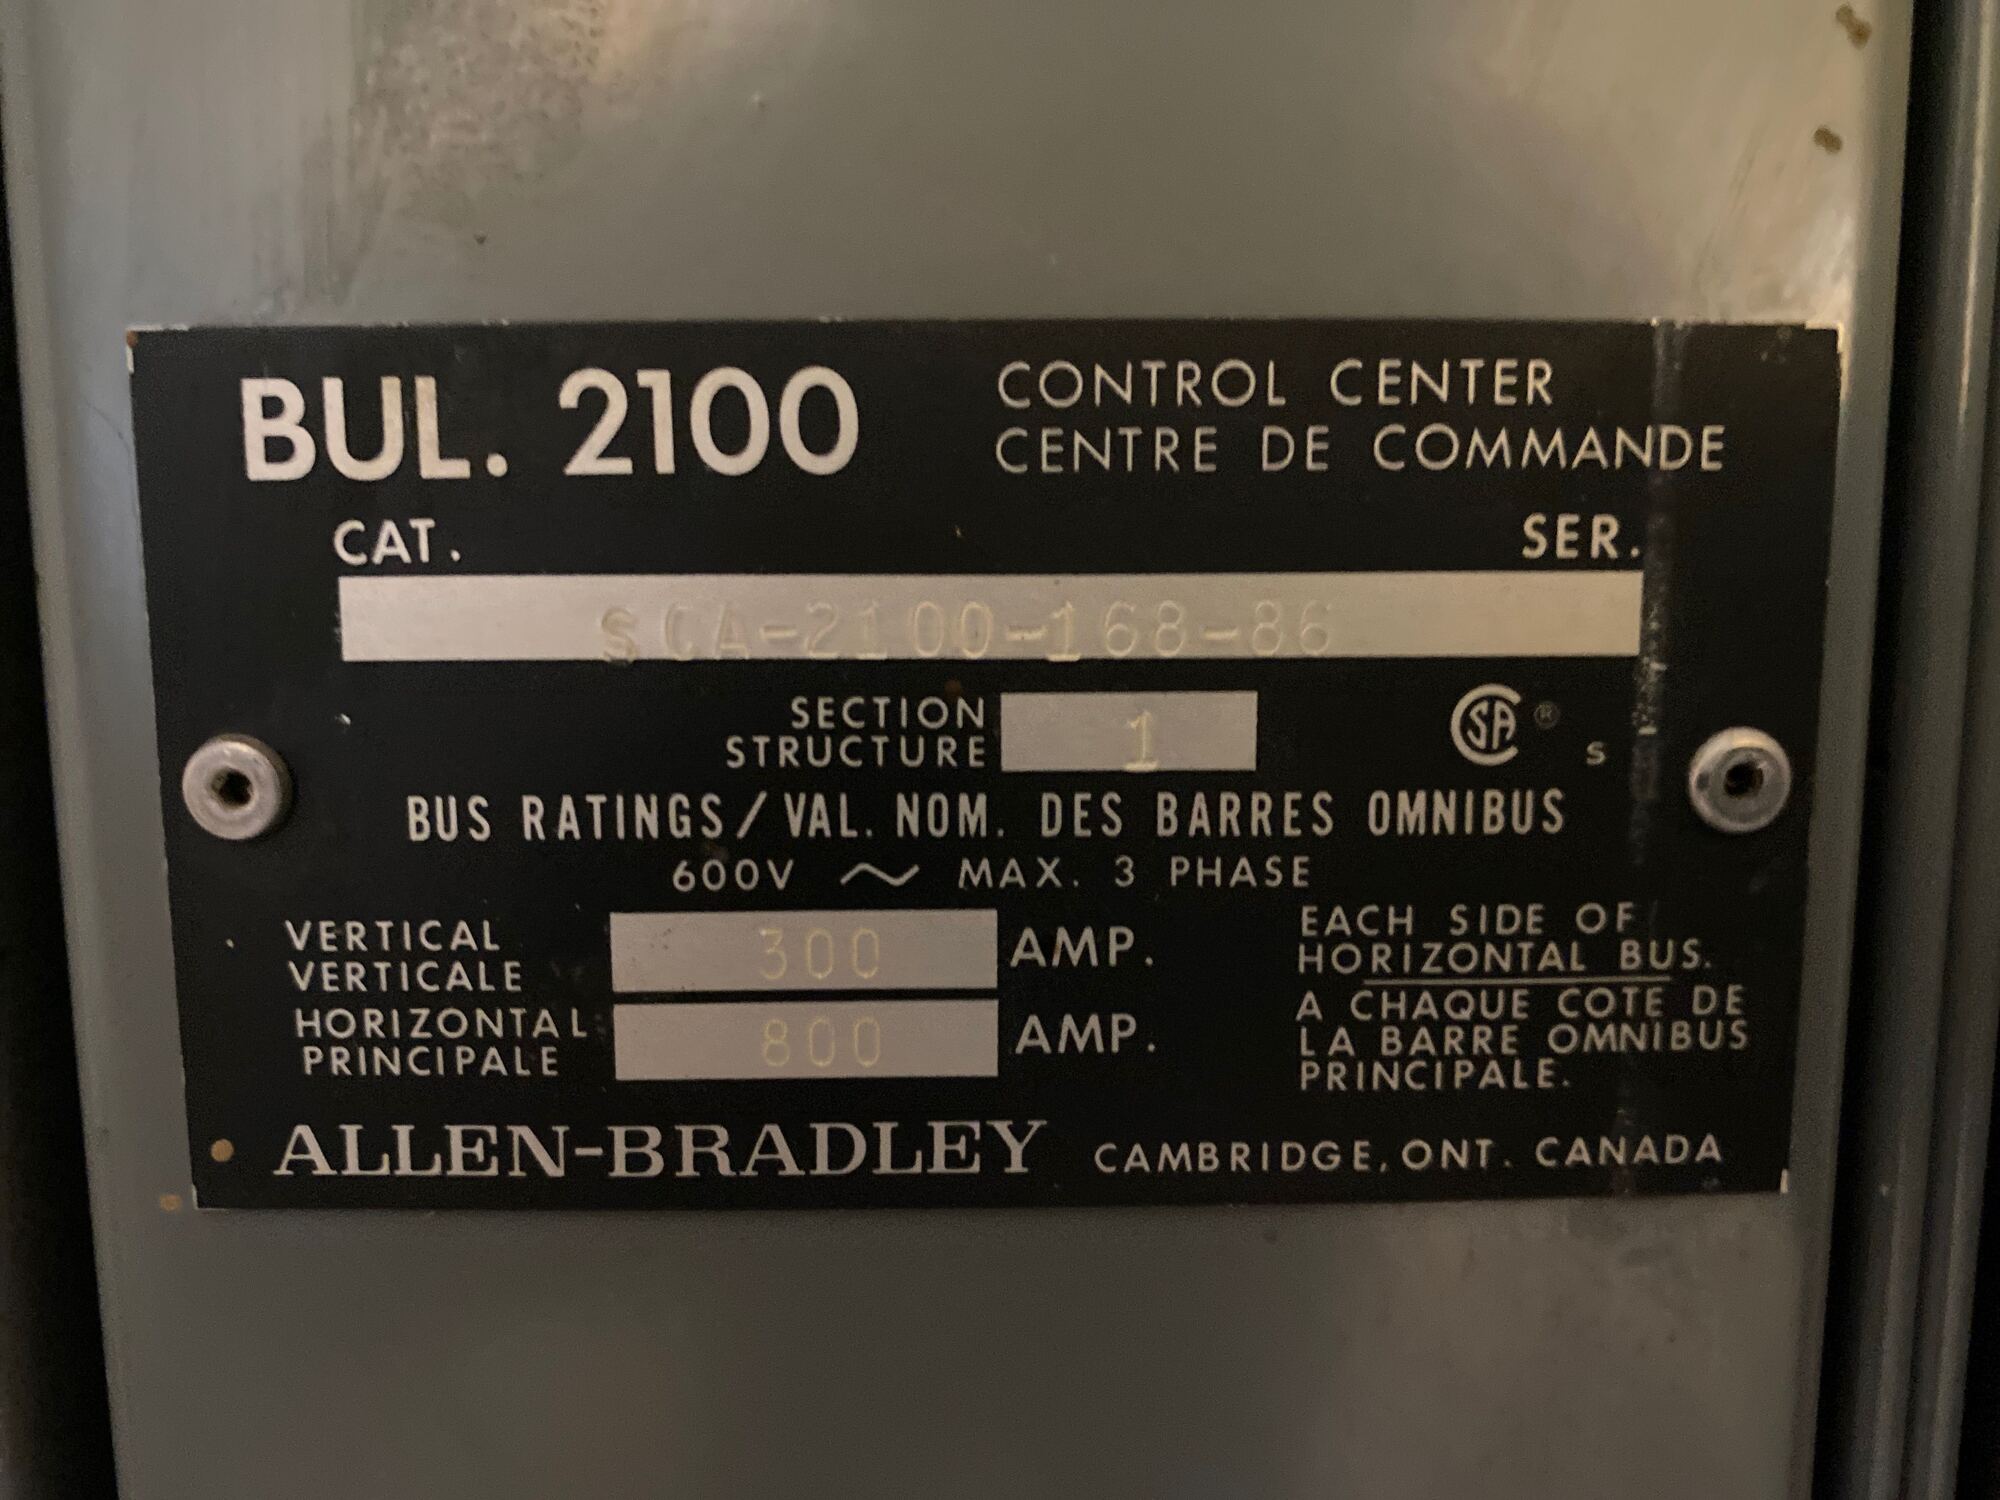 BUL. 2100
CONTROL CENTER
CENTRE DE COMMANDE
CAT. SER.
SCA-2100-168-86
SECTION
STRUCTURE
1
SA ® S
BUS RATINGS/VAL. NOM. DES BARRES OMNIBUS
600V ~ MAX. 3 PHASE
VERTICAL
VERTICALE
300 AMP.
EACH SIDE OF
HORIZONTAL BUS.
HORIZONTAL
PRINCIPALE
800 AMP.
A CHAQUE COTE DE
LA BARRE OMNIBUS
PRINCIPALE.
ALLEN-BRADLEY CAMBRIDGE, ONT. CANADA